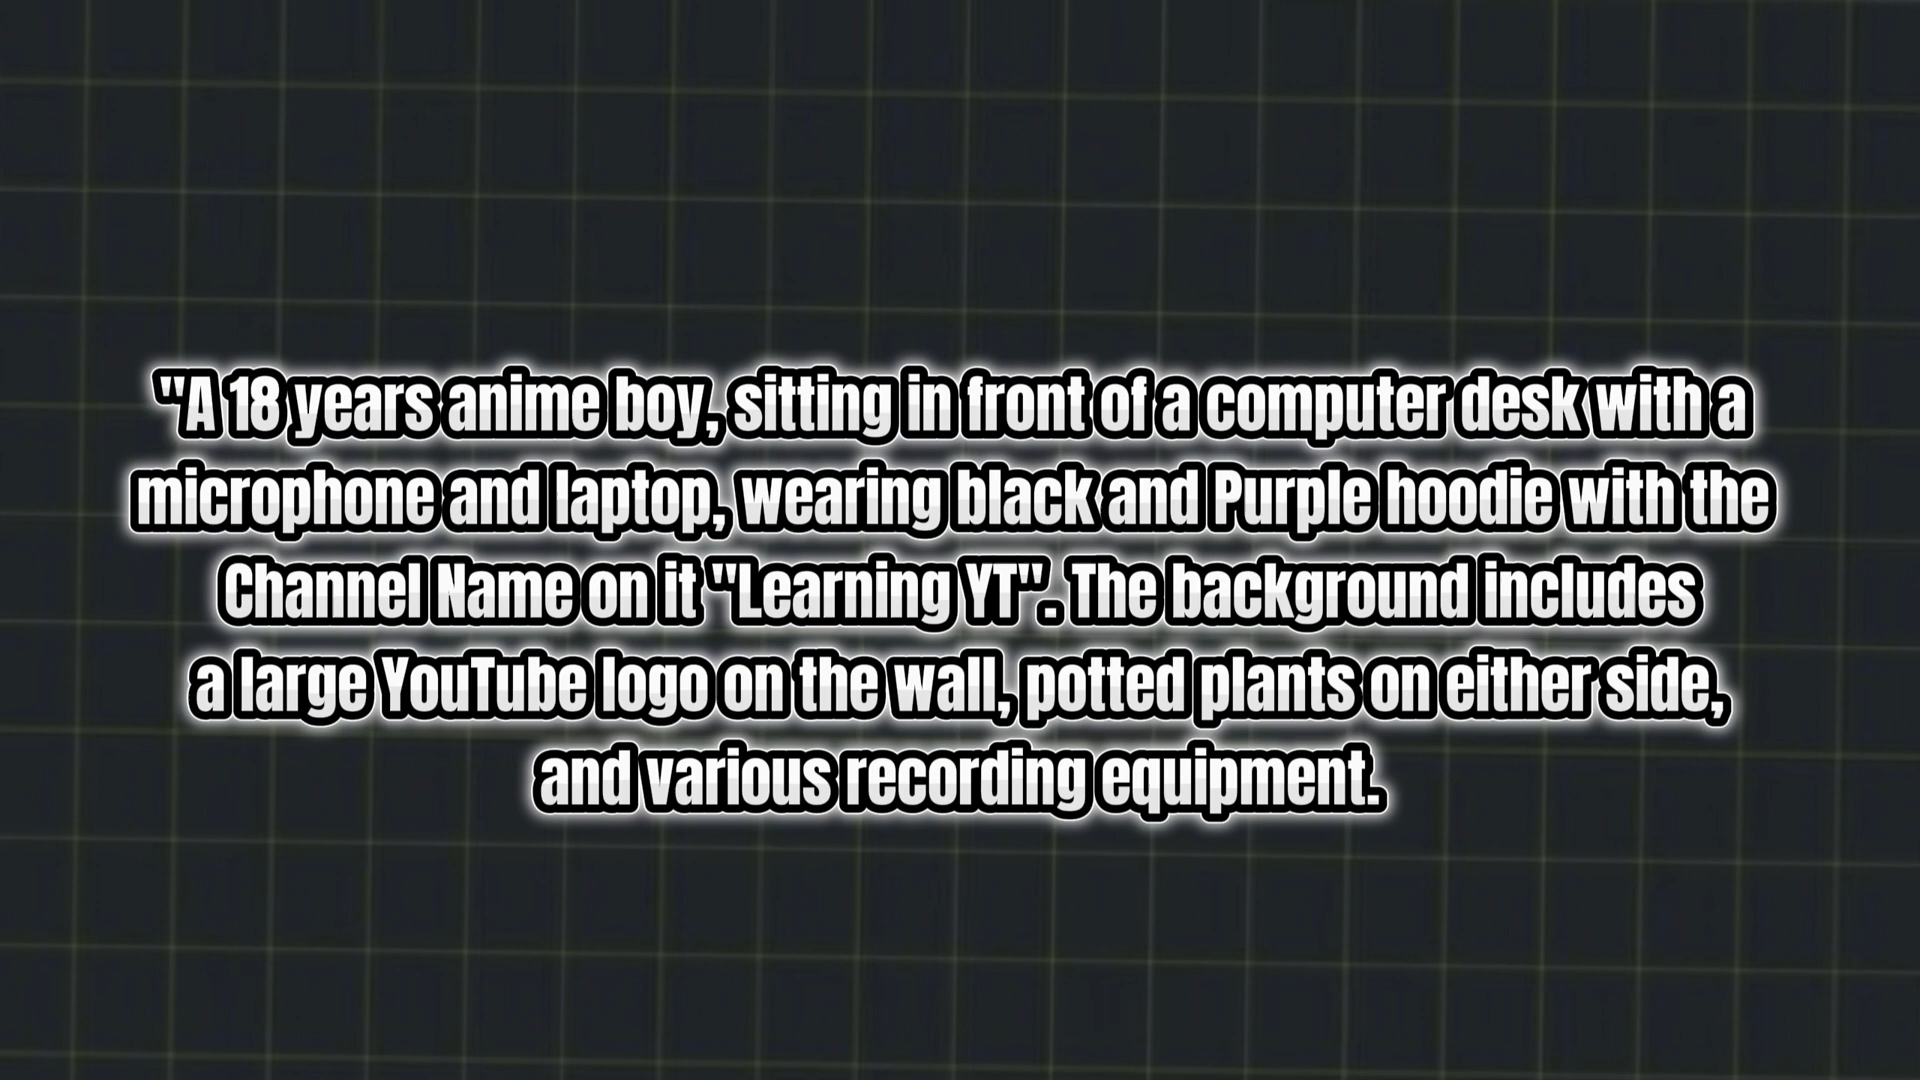 "A 18 years anime boy, sitting in front of a computer desk with a
microphone and laptop, wearing black and Purple hoodie with the
Channel Name on it "Learning YT". The background includes
a large YouTube logo on the wall, potted plants on either side,
and various recording equipment.